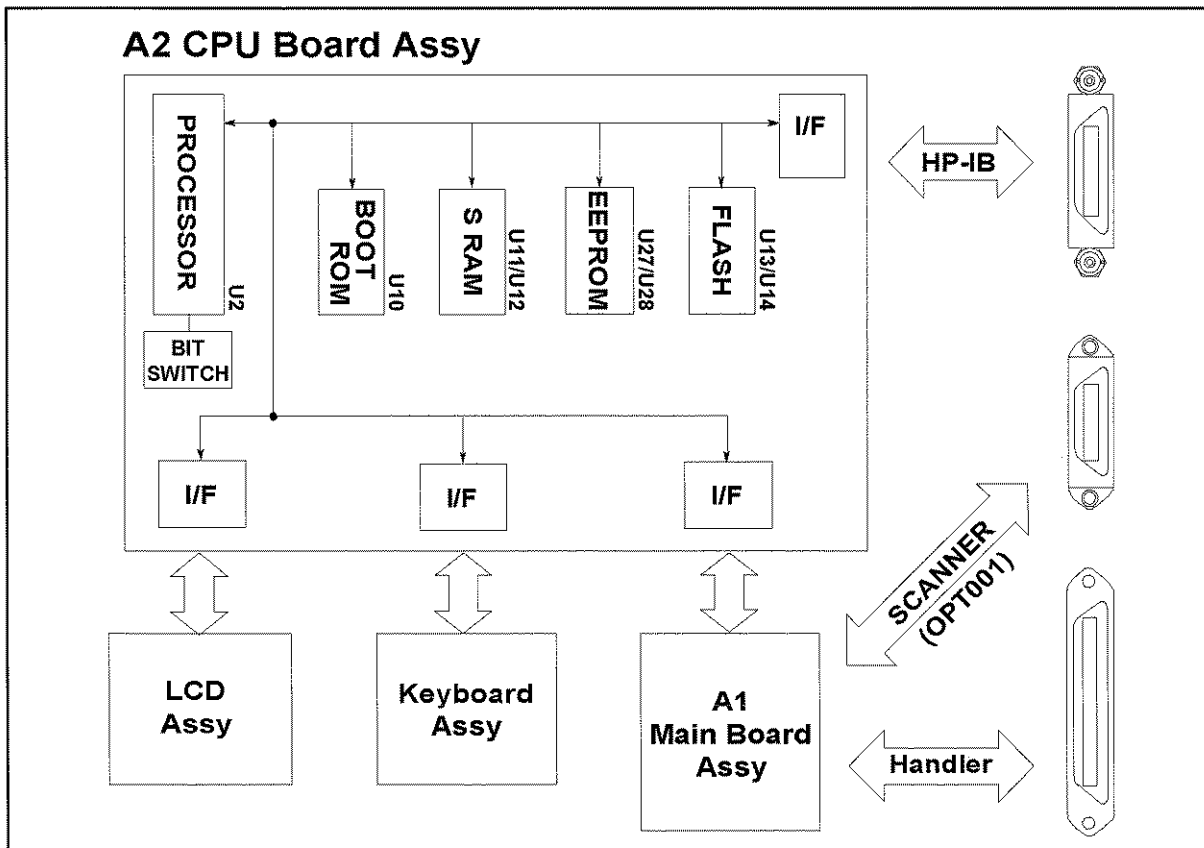 A2 CPU Board Assy
PROCESSOR
U2
BIT
SWITCH
BOOT
ROM
U10
S RAM
U11/U12
EEPROM
U27/U28
FLASH
U13/U14
I/F
HP-IB
I/F
I/F
I/F
SCANNER
(OPT001)
LCD
Assy
Keyboard
Assy
A1
Main Board
Assy
Handler